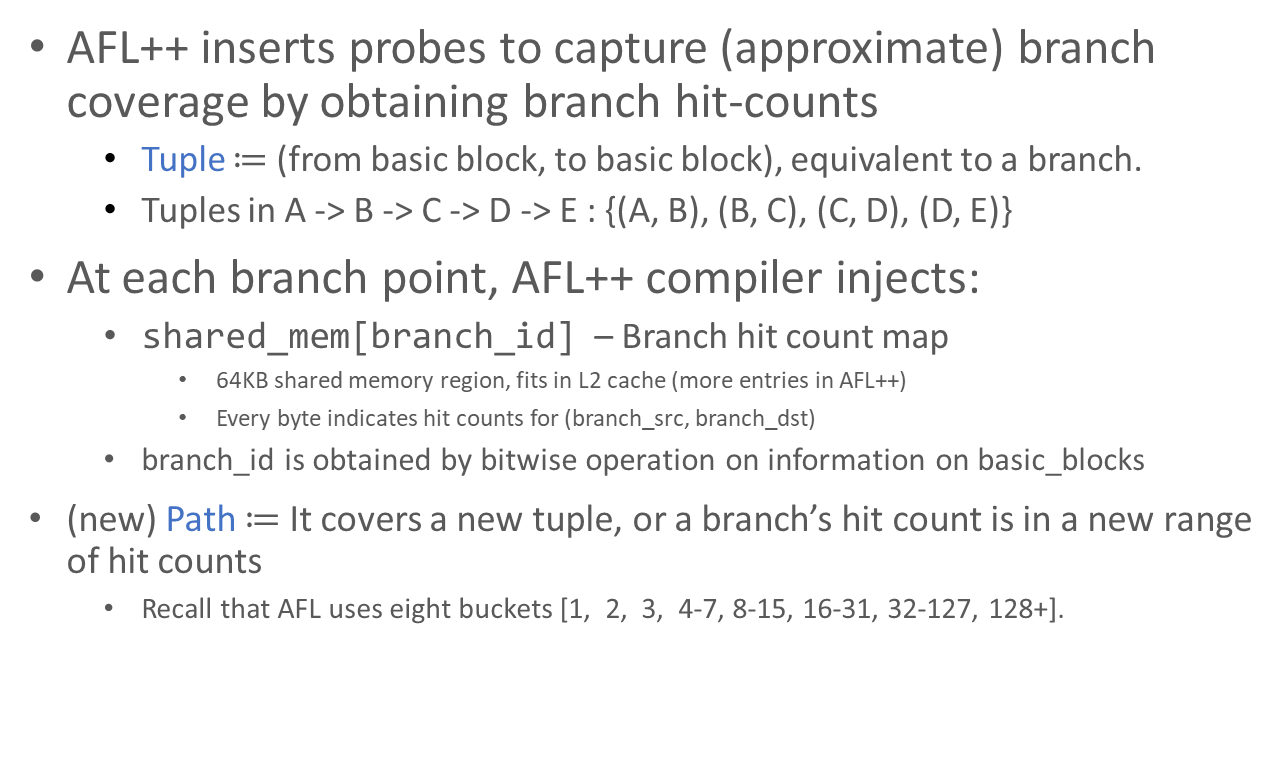 • AFL++ inserts probes to capture (approximate) branch
coverage by obtaining branch hit-counts
• Tuple ≔ (from basic block, to basic block), equivalent to a branch.
• Tuples in A -> B -> C -> D -> E : {(A, B), (B, C), (C, D), (D, E)}
• At each branch point, AFL++ compiler injects:
• shared_mem[branch_id] – Branch hit count map
• 64KB shared memory region, fits in L2 cache (more entries in AFL++)
• Every byte indicates hit counts for (branch_src, branch_dst)
• branch_id is obtained by bitwise operation on information on basic_blocks
• (new) Path ≔ It covers a new tuple, or a branch’s hit count is in a new range
of hit counts
• Recall that AFL uses eight buckets [1, 2, 3, 4-7, 8-15, 16-31, 32-127, 128+].